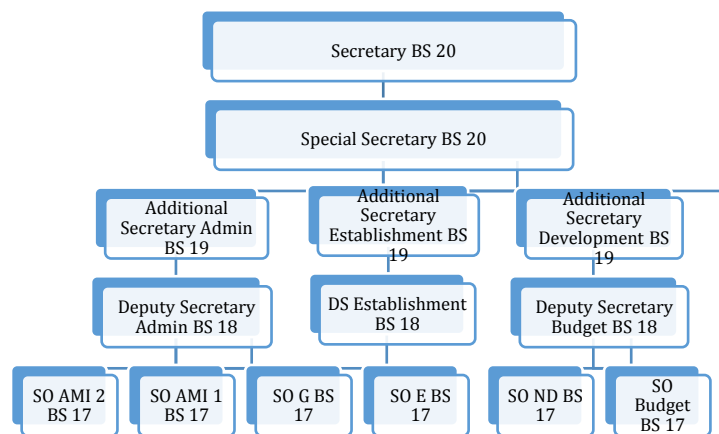 Secretary BS 20
Special Secretary BS 20
Additional
Secretary Admin
BS 19
Additional
Secretary
Establishment BS
19
Additional
Secretary
Development BS
19
Deputy Secretary
Admin BS 18
DS Establishment
BS 18
Deputy Secretary
Budget BS 18
SO AMI 2
BS 17
SO AMI 1
BS 17
SO G BS
17
SO E BS
17
SO ND BS
17
SO
Budget
BS 17